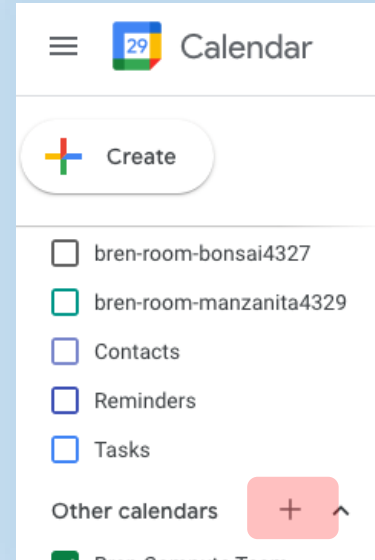 29 Calendar
Create
bren-room-bonsai4327
bren-room-manzanita4329
Contacts
Reminders
Tasks
Other calendars